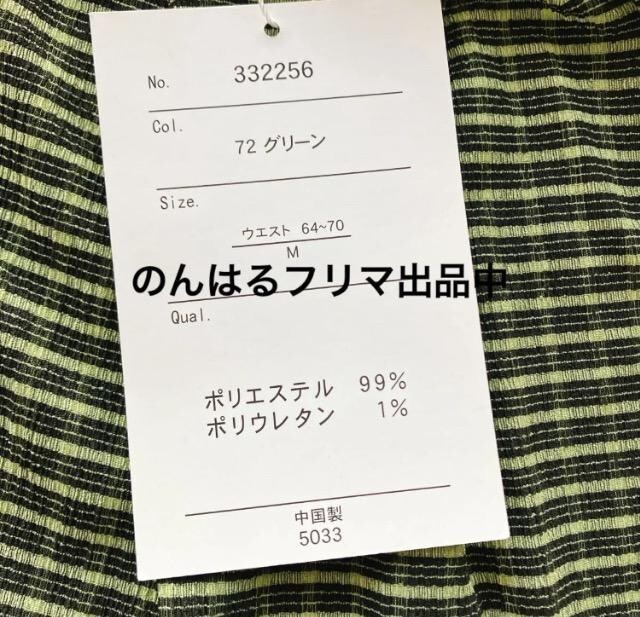 No. 332256
Col.
72 グリーン
Size.
ウエスト 64~70
M
のんはるフリマ出品中
Qual.
ポリエステル 99%
ポリウレタン 1%
中国製
5033